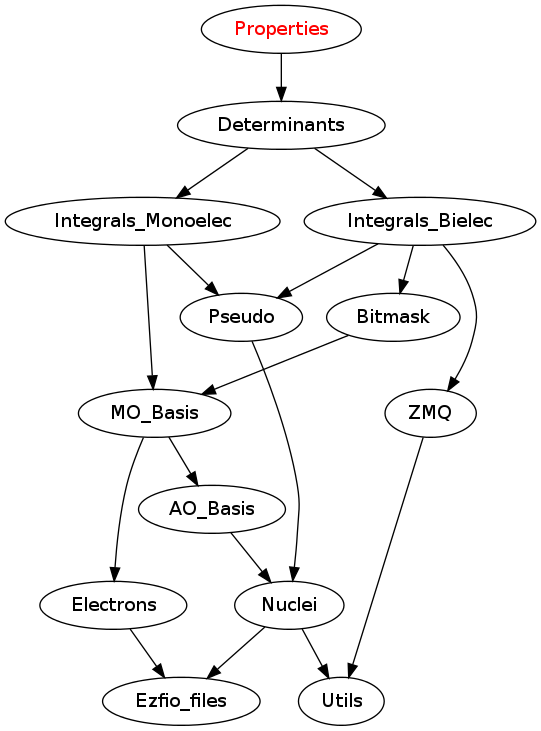 Properties
Determinants
Integrals_Monoelec
Integrals_Bielec
Pseudo
Bitmask
MO_Basis
ZMQ
AO_Basis
Electrons
Nuclei
Ezfio_files
Utils